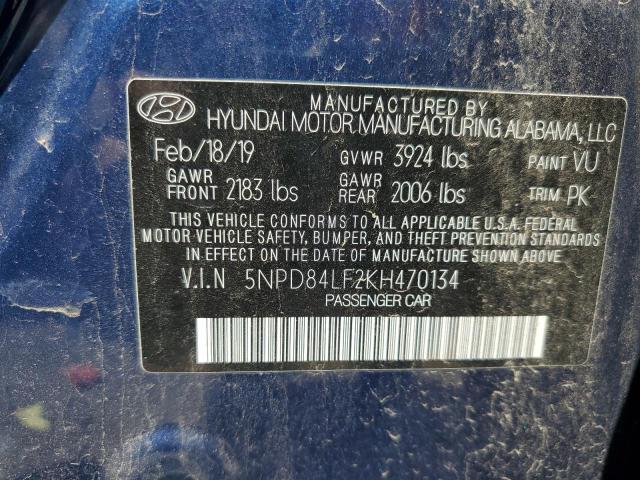 MANUFACTURED BY
HYUNDAI MOTOR MANUFACTURING ALABAMA, LLC
Feb/18/19 GVWR 3924 lbs PAINT VU
GAWR FRONT 2183 lbs GAWR REAR 2006 lbs TRIM PK
THIS VEHICLE CONFORMS TO ALL APPLICABLE U.S.A. FEDERAL
MOTOR VEHICLE SAFETY, BUMPER, AND THEFT PREVENTION STANDARDS
IN EFFECT ON THE DATE OF MANUFACTURE SHOWN ABOVE.
V.I.N 5NPD84LF2KH470134
PASSENGER CAR